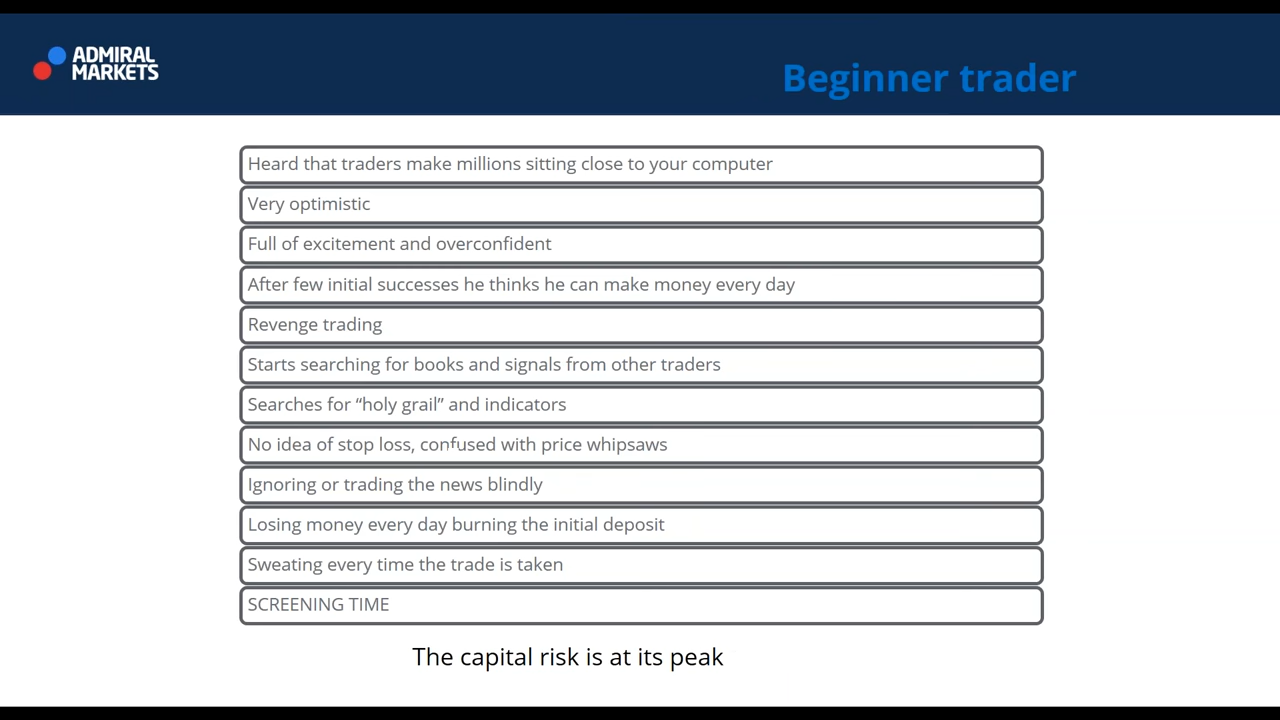 ADMIRAL
MARKETS
Beginner trader
Heard that traders make millions sitting close to your computer
Very optimistic
Full of excitement and overconfident
After few initial successes he thinks he can make money every day
Revenge trading
Starts searching for books and signals from other traders
Searches for “holy grail” and indicators
No idea of stop loss, confused with price whipsaws
Ignoring or trading the news blindly
Losing money every day burning the initial deposit
Sweating every time the trade is taken
SCREENING TIME
The capital risk is at its peak